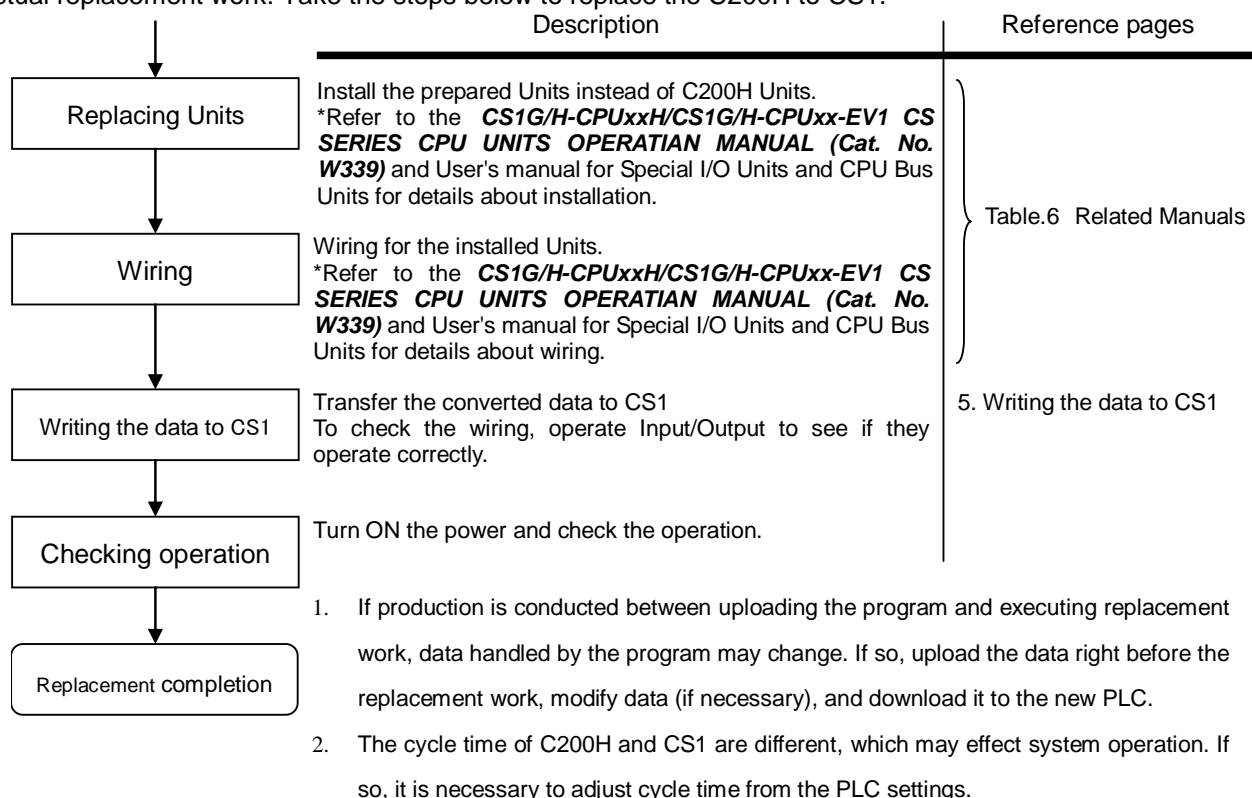 ctual replacement work. Take the steps below to replace the C200H to CS1.
Description
Reference pages
Replacing Units
Install the prepared Units instead of C200H Units.
*Refer to the CS1G/H-CPUxxH/CS1G/H-CPUxx-EV1 CS
SERIES CPU UNITS OPERATIAN MANUAL (Cat. No.
W339) and User's manual for Special I/O Units and CPU Bus
Units for details about installation.
Table.6 Related Manuals
Wiring
Wiring for the installed Units.
*Refer to the CS1G/H-CPUxxH/CS1G/H-CPUxx-EV1 CS
SERIES CPU UNITS OPERATIAN MANUAL (Cat. No.
W339) and User's manual for Special I/O Units and CPU Bus
Units for details about wiring.
Writing the data to CS1
Transfer the converted data to CS1
To check the wiring, operate Input/Output to see if they
operate correctly.
5. Writing the data to CS1
Checking operation
Turn ON the power and check the operation.
Replacement completion
1. If production is conducted between uploading the program and executing replacement
work, data handled by the program may change. If so, upload the data right before the
replacement work, modify data (if necessary), and download it to the new PLC.
2. The cycle time of C200H and CS1 are different, which may effect system operation. If
so, it is necessary to adjust cycle time from the PLC settings.